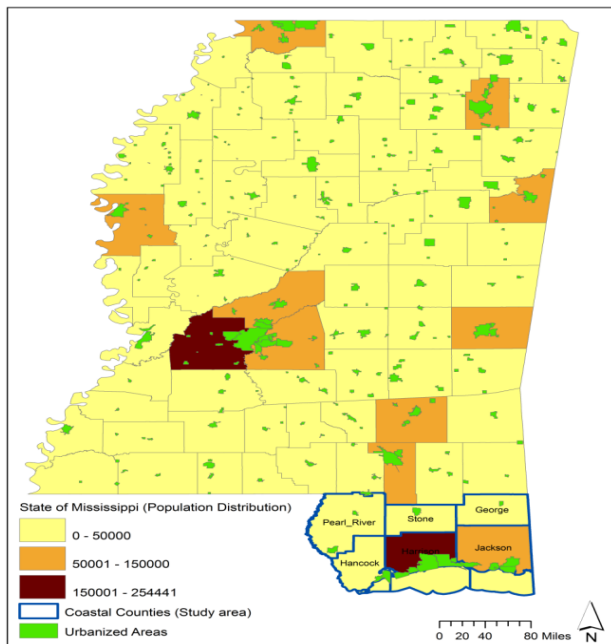 George
Stone
Pearl_River
Harrison
Jackson
Hancock
State of Mississippi (Population Distribution)
0 - 50000
50001 - 150000
150001 - 254441
Coastal Counties (Study area)
Urbanized Areas
0 20 40 80 Miles
N